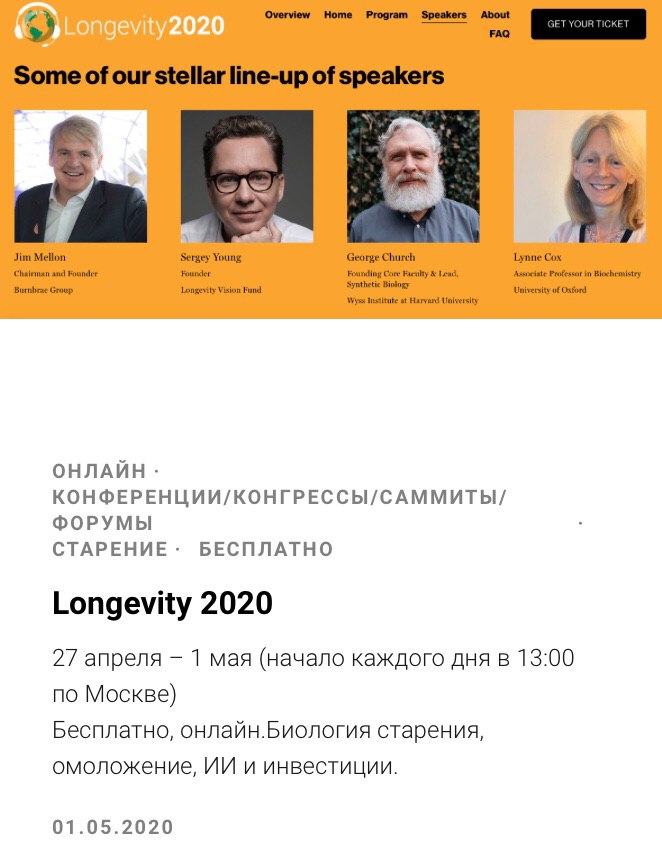 Longevity2020
Overview Home Program Speakers About
FAQ
GET YOUR TICKET
Some of our stellar line-up of speakers
Jim Mellon
Chairman and Founder
Burnbrae Group
Sergey Young
Founder
Longevity Vision Fund
George Church
Founding Core Faculty & Lead,
Synthetic Biology
Wyss Institute at Harvard University
Lynne Cox
Associate Professor in Biochemistry
University of Oxford
ОНЛАЙН ·
КОНФЕРЕНЦИИ/КОНГРЕССЫ/САММИТЫ/
ФОРУМЫ ·
СТАРЕНИЕ · БЕСПЛАТНО
Longevity 2020
27 апреля – 1 мая (начало каждого дня в 13:00
по Москве)
Бесплатно, онлайн.Биология старения,
омоложение, ИИ и инвестиции.
01.05.2020